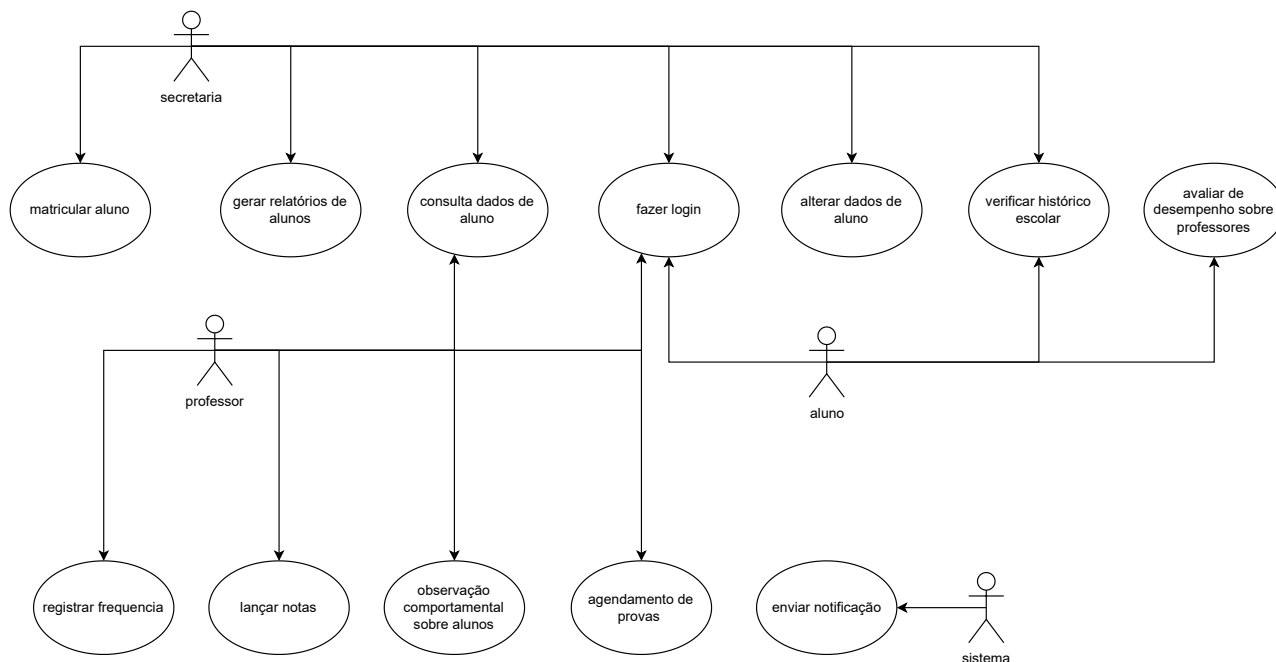 secretaria
matricular aluno
gerar relatórios de
alunos
consulta dados de
aluno
fazer login
alterar dados de
aluno
verificar histórico
escolar
avaliar de
desempenho sobre
professores
professor
aluno
registrar frequencia
lançar notas
observação
comportamental
sobre alunos
agendamento de
provas
enviar notificação
sistema